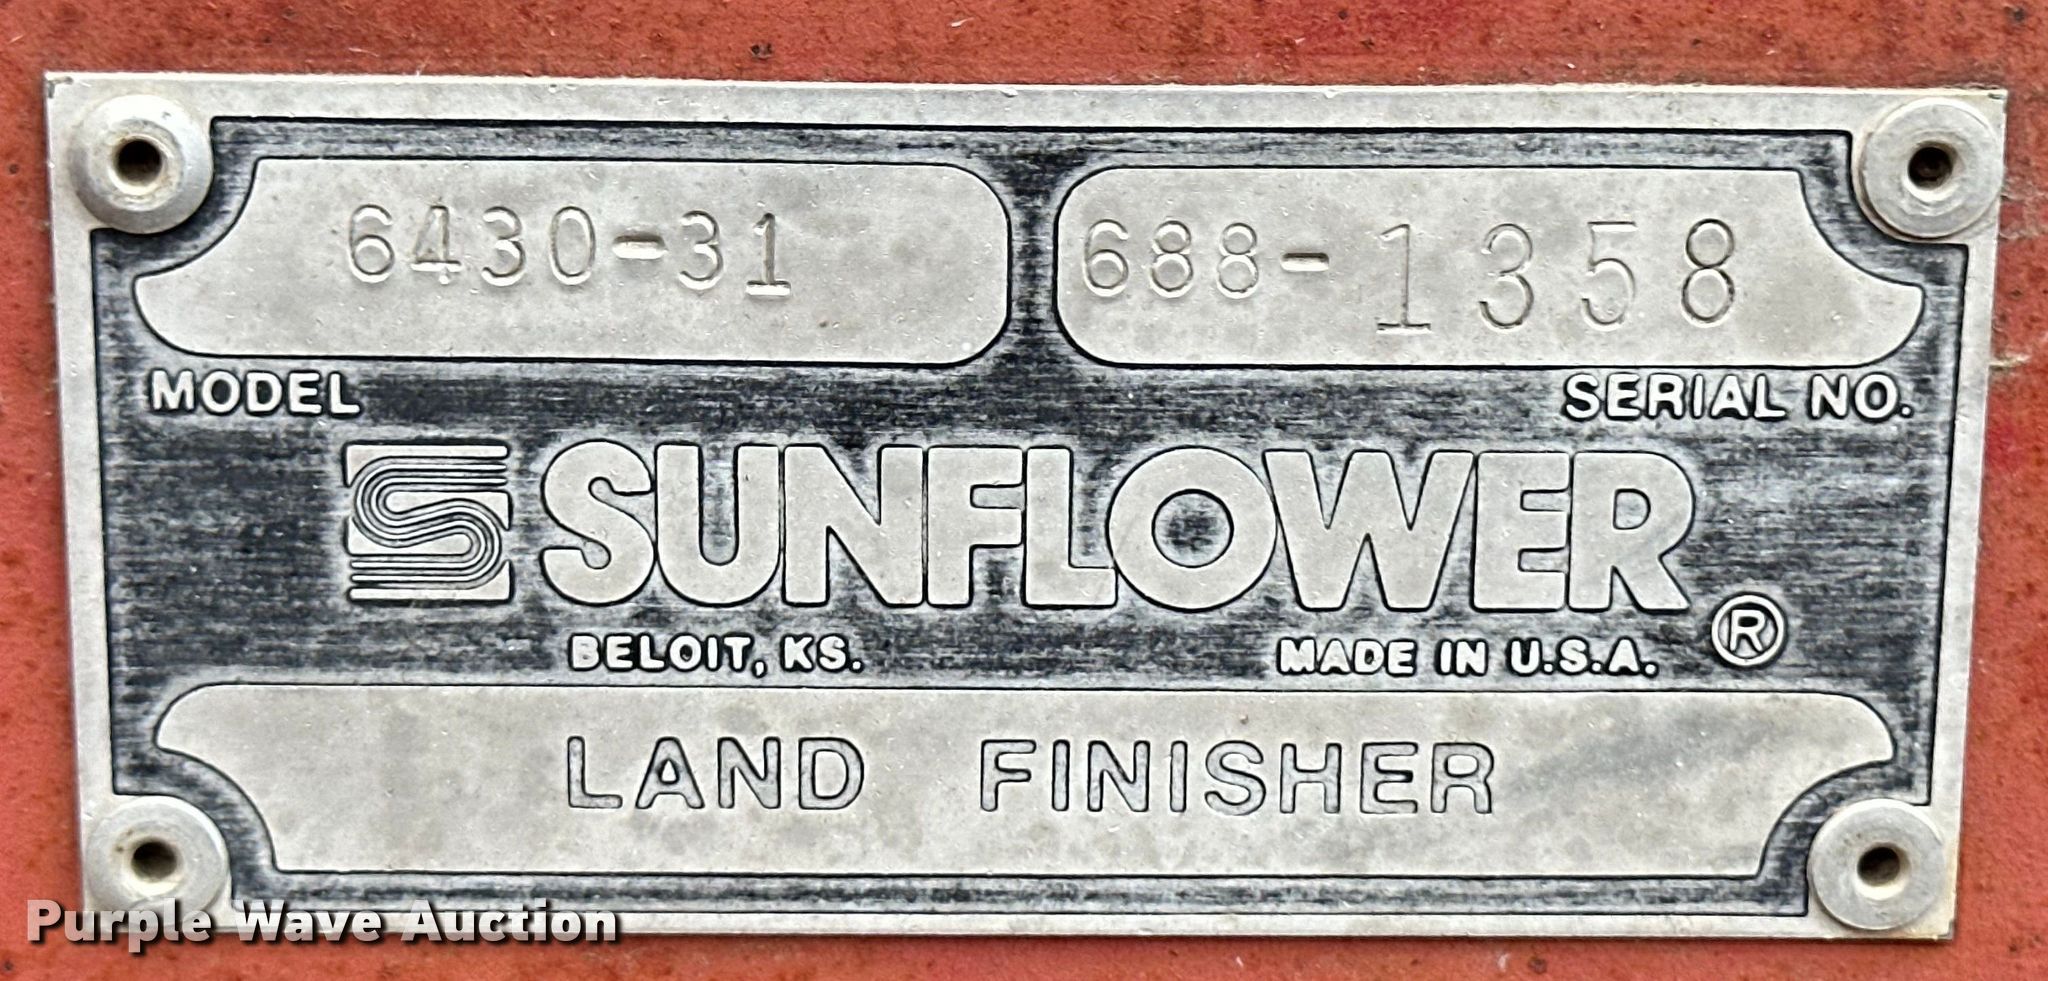 6430-31 688-1358
MODEL SERIAL NO.
SUNFLOWER ®
BELOIT, KS. MADE IN U.S.A.
LAND FINISHER
Purple Wave Auction